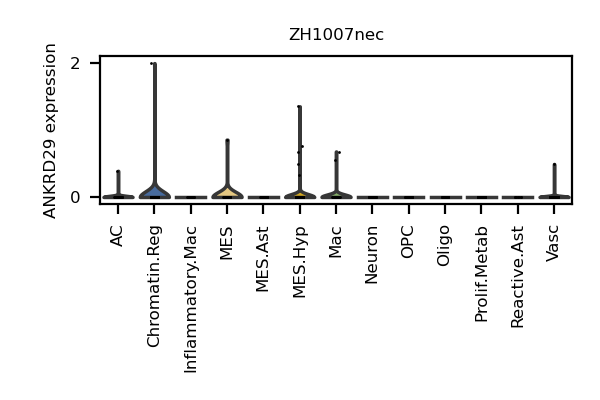 ZH1007nec
ANKRD29 expression
2
0
AC
Chromatin.Reg
Inflammatory.Mac
MES
MES.Ast
MES.Hyp
Mac
Neuron
OPC
Oligo
Prolif.Metab
Reactive.Ast
Vasc